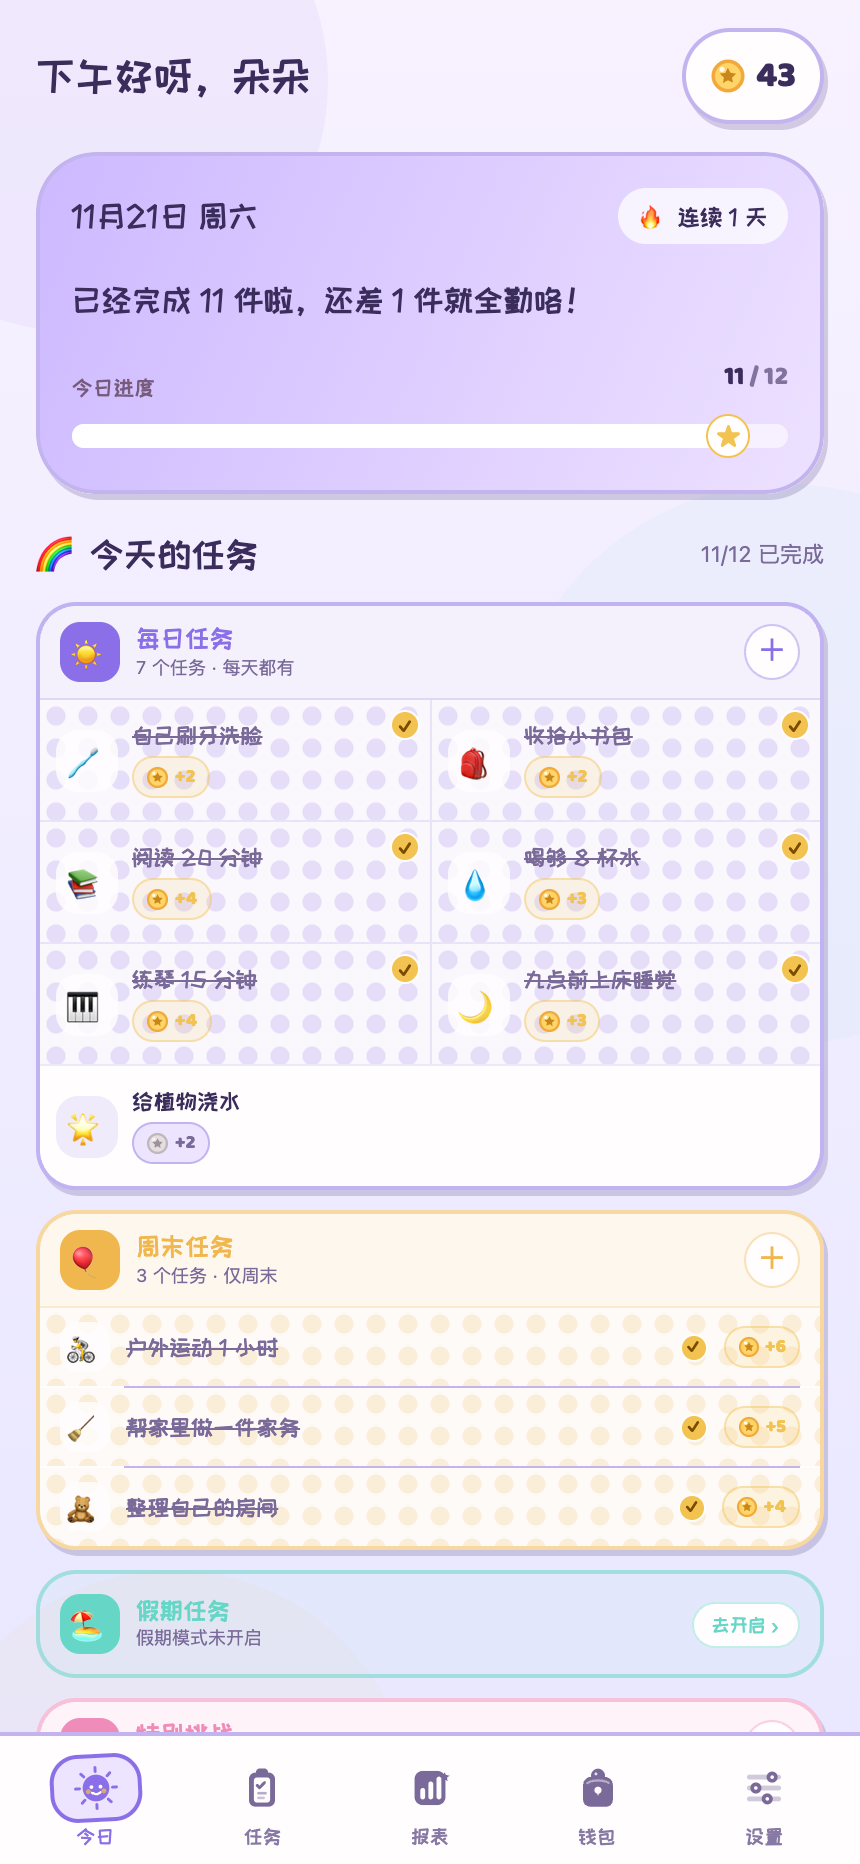 下午好呀，朵朵
43
11月21日 周六
连续 1 天
已经完成 11 件啦，还差 1 件就全勤咯！
今日进度
11 / 12
今天的任务
11/12 已完成
每日任务
7 个任务 · 每天都有
自己刷牙洗脸
+2
收拾小书包
+2
阅读 20 分钟
+4
喝够 8 杯水
+3
练琴 15 分钟
+4
九点前上床睡觉
+3
给植物浇水
+2
周末任务
3 个任务 · 仅周末
户外运动 1 小时
+6
帮家里做一件家务
+5
整理自己的房间
+4
假期任务
假期模式未开启
去开启 ›
特别挑战
今日
任务
报表
钱包
设置